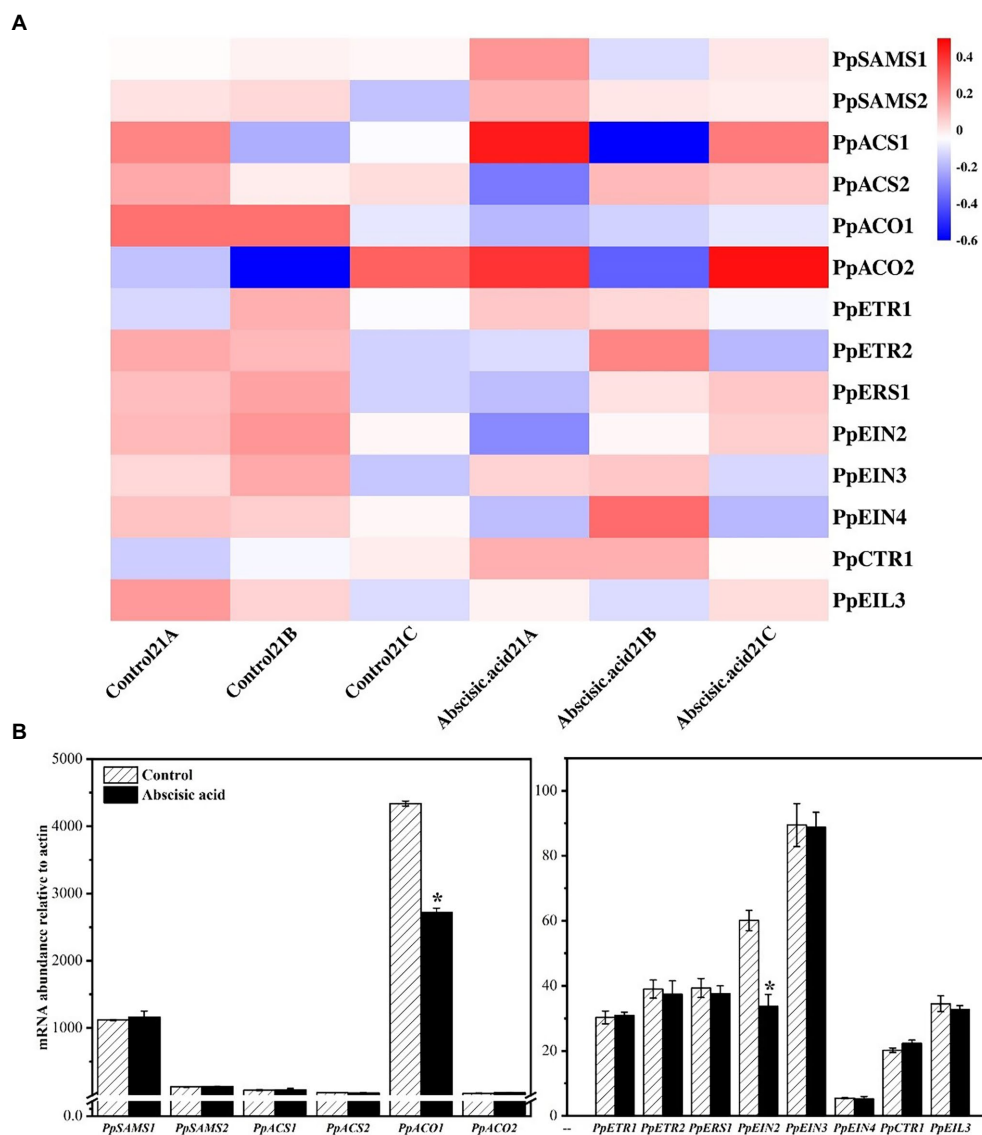 A
PpSAMS1
PpSAMS2
PpACS1
PpACS2
PpACO1
PpACO2
PpETR1
PpETR2
PpERS1
PpEIN2
PpEIN3
PpEIN4
PpCTR1
PpEIL3
0.4
0.2
0
-0.2
-0.4
-0.6
Control21A
Control21B
Control21C
Abscisic.acid21A
Abscisic.acid21B
Abscisic.acid21C
B
mRNA abundance relative to actin
5000
4000
3000
2000
1000
0.0
Control
Abscisic acid
*
PpSAMS1 PpSAMS2 PpACS1 PpACS2 PpACO1 PpACO2
100
80
60
40
20
0
*
-- PpETR1 PpETR2 PpERS1 PpEIN2 PpEIN3 PpEIN4 PpCTR1 PpEIL3